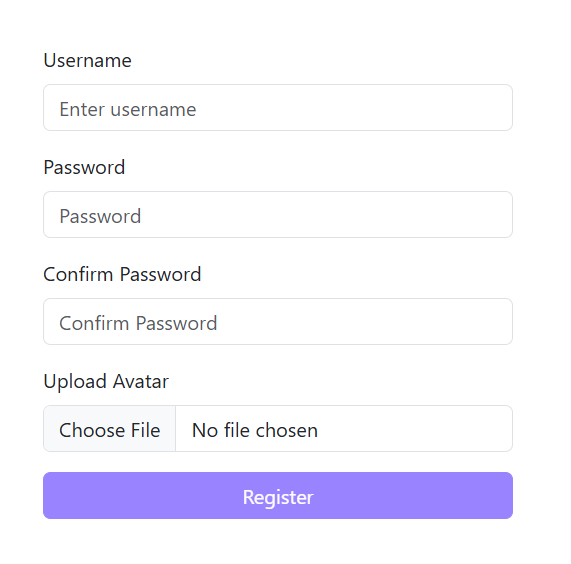 Username
Enter username
Password
Password
Confirm Password
Confirm Password
Upload Avatar
Choose File No file chosen
Register